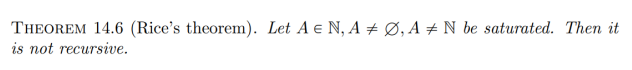 THEOREM 14.6 (Rice's theorem). Let A ∈ ℕ, A ≠ ∅, A ≠ ℕ be saturated. Then it
is not recursive.